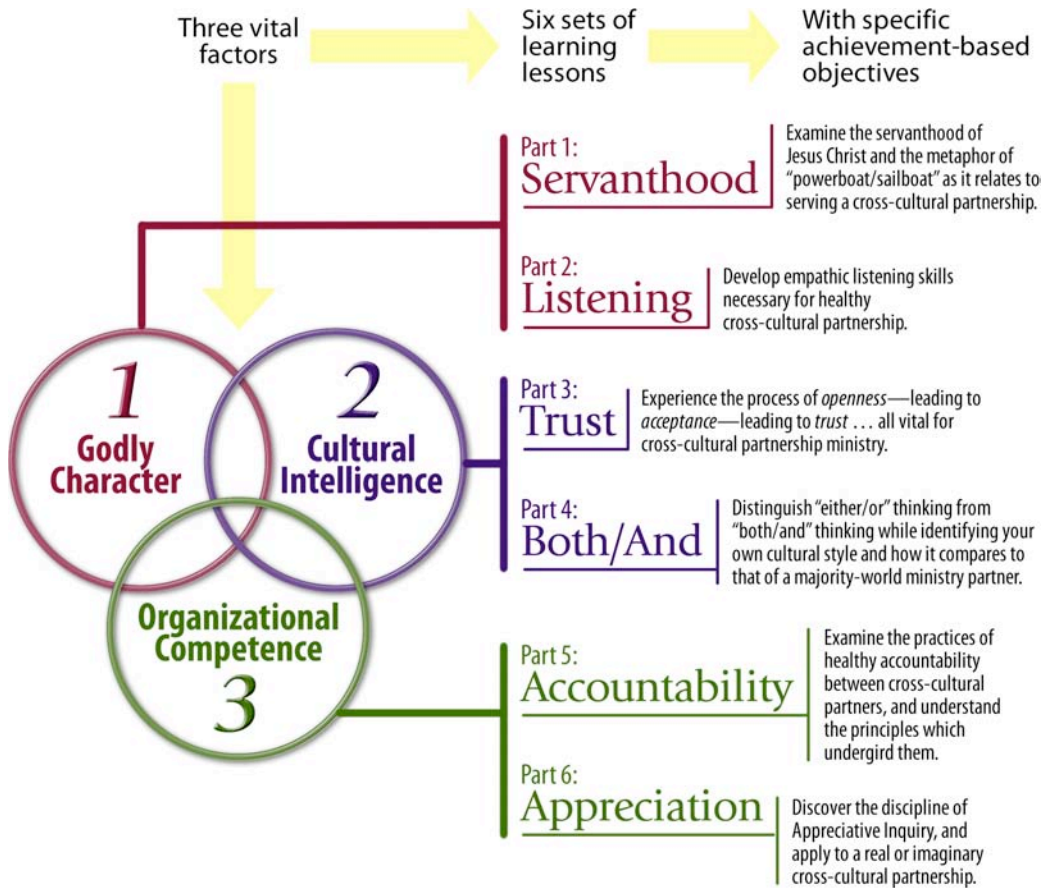 Three vital
factors
Six sets of
learning
lessons
With specific
achievement-based
objectives
Part 1:
Servanthood
Examine the servanthood of
Jesus Christ and the metaphor of
“powerboat/sailboat” as it relates to
serving a cross-cultural partnership.
Part 2:
Listening
Develop empathic listening skills
necessary for healthy
cross-cultural partnership.
1
Godly
Character
2
Cultural
Intelligence
Organizational
Competence
3
Part 3:
Trust
Experience the process of openness—leading to
acceptance—leading to trust ... all vital for
cross-cultural partnership ministry.
Part 4:
Both/And
Distinguish “either/or” thinking from
“both/and” thinking while identifying your
own cultural style and how it compares to
that of a majority-world ministry partner.
Part 5:
Accountability
Examine the practices of
healthy accountability
between cross-cultural
partners, and understand
the principles which
undergird them.
Part 6:
Appreciation
Discover the discipline of
Appreciative Inquiry, and
apply to a real or imaginary
cross-cultural partnership.